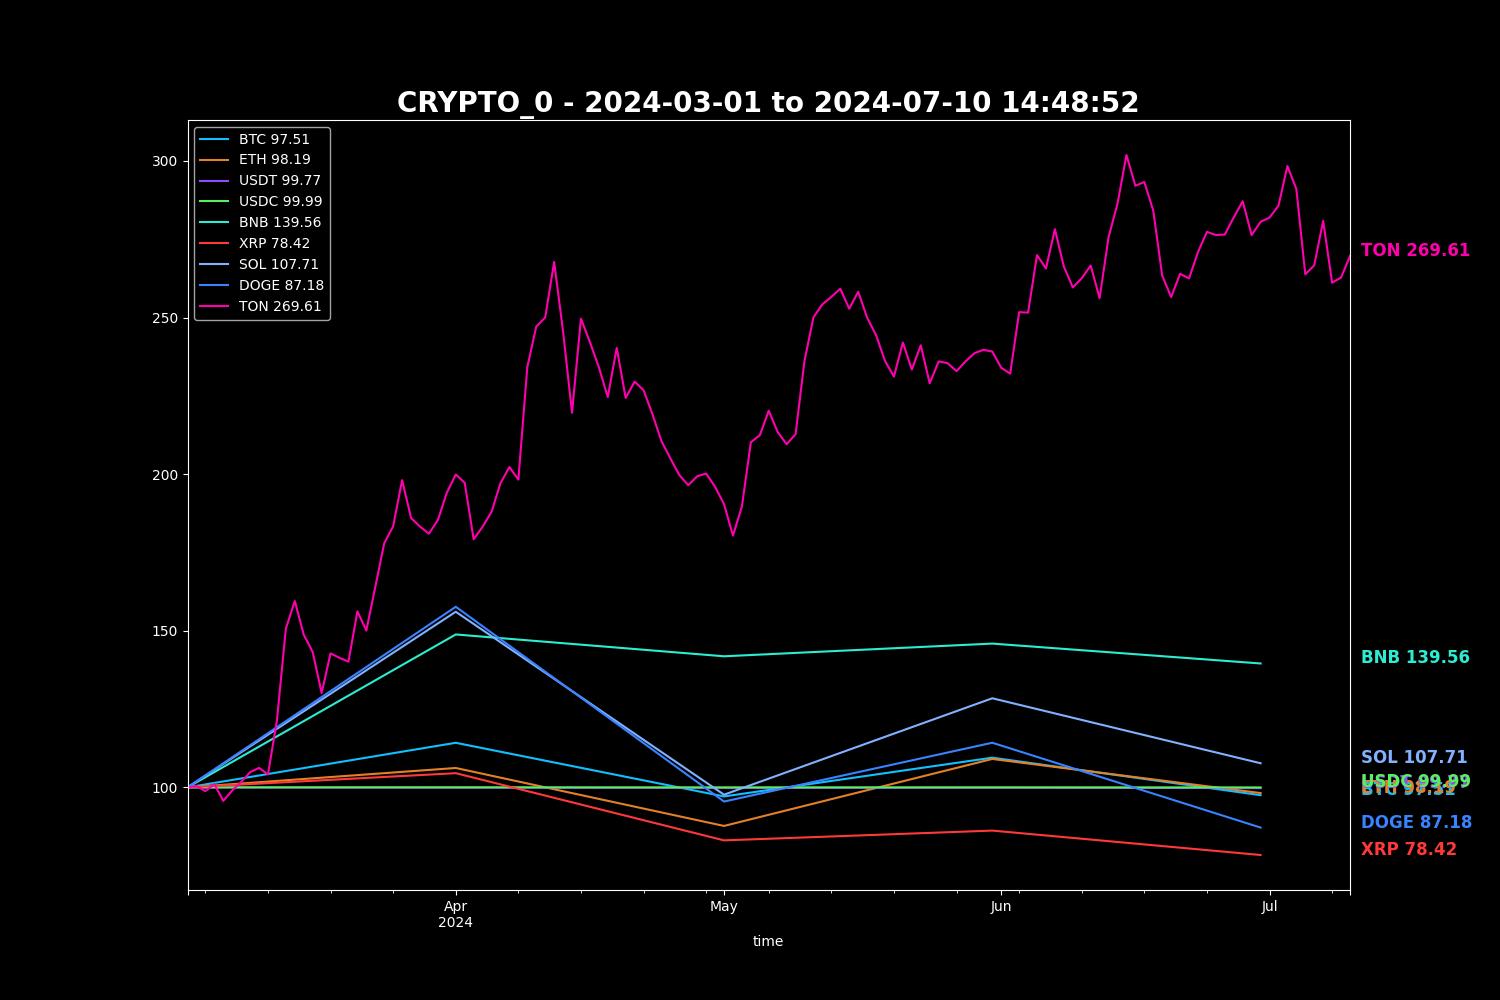 CRYPTO_0 - 2024-03-01 to 2024-07-10 14:48:52
BTC 97.51
ETH 98.19
USDT 99.77
USDC 99.99
BNB 139.56
XRP 78.42
SOL 107.71
DOGE 87.18
TON 269.61
300
250
200
150
100
TON 269.61
BNB 139.56
SOL 107.71
USDC 99.99
DOGE 87.18
XRP 78.42
Apr
2024
May
Jun
Jul
time